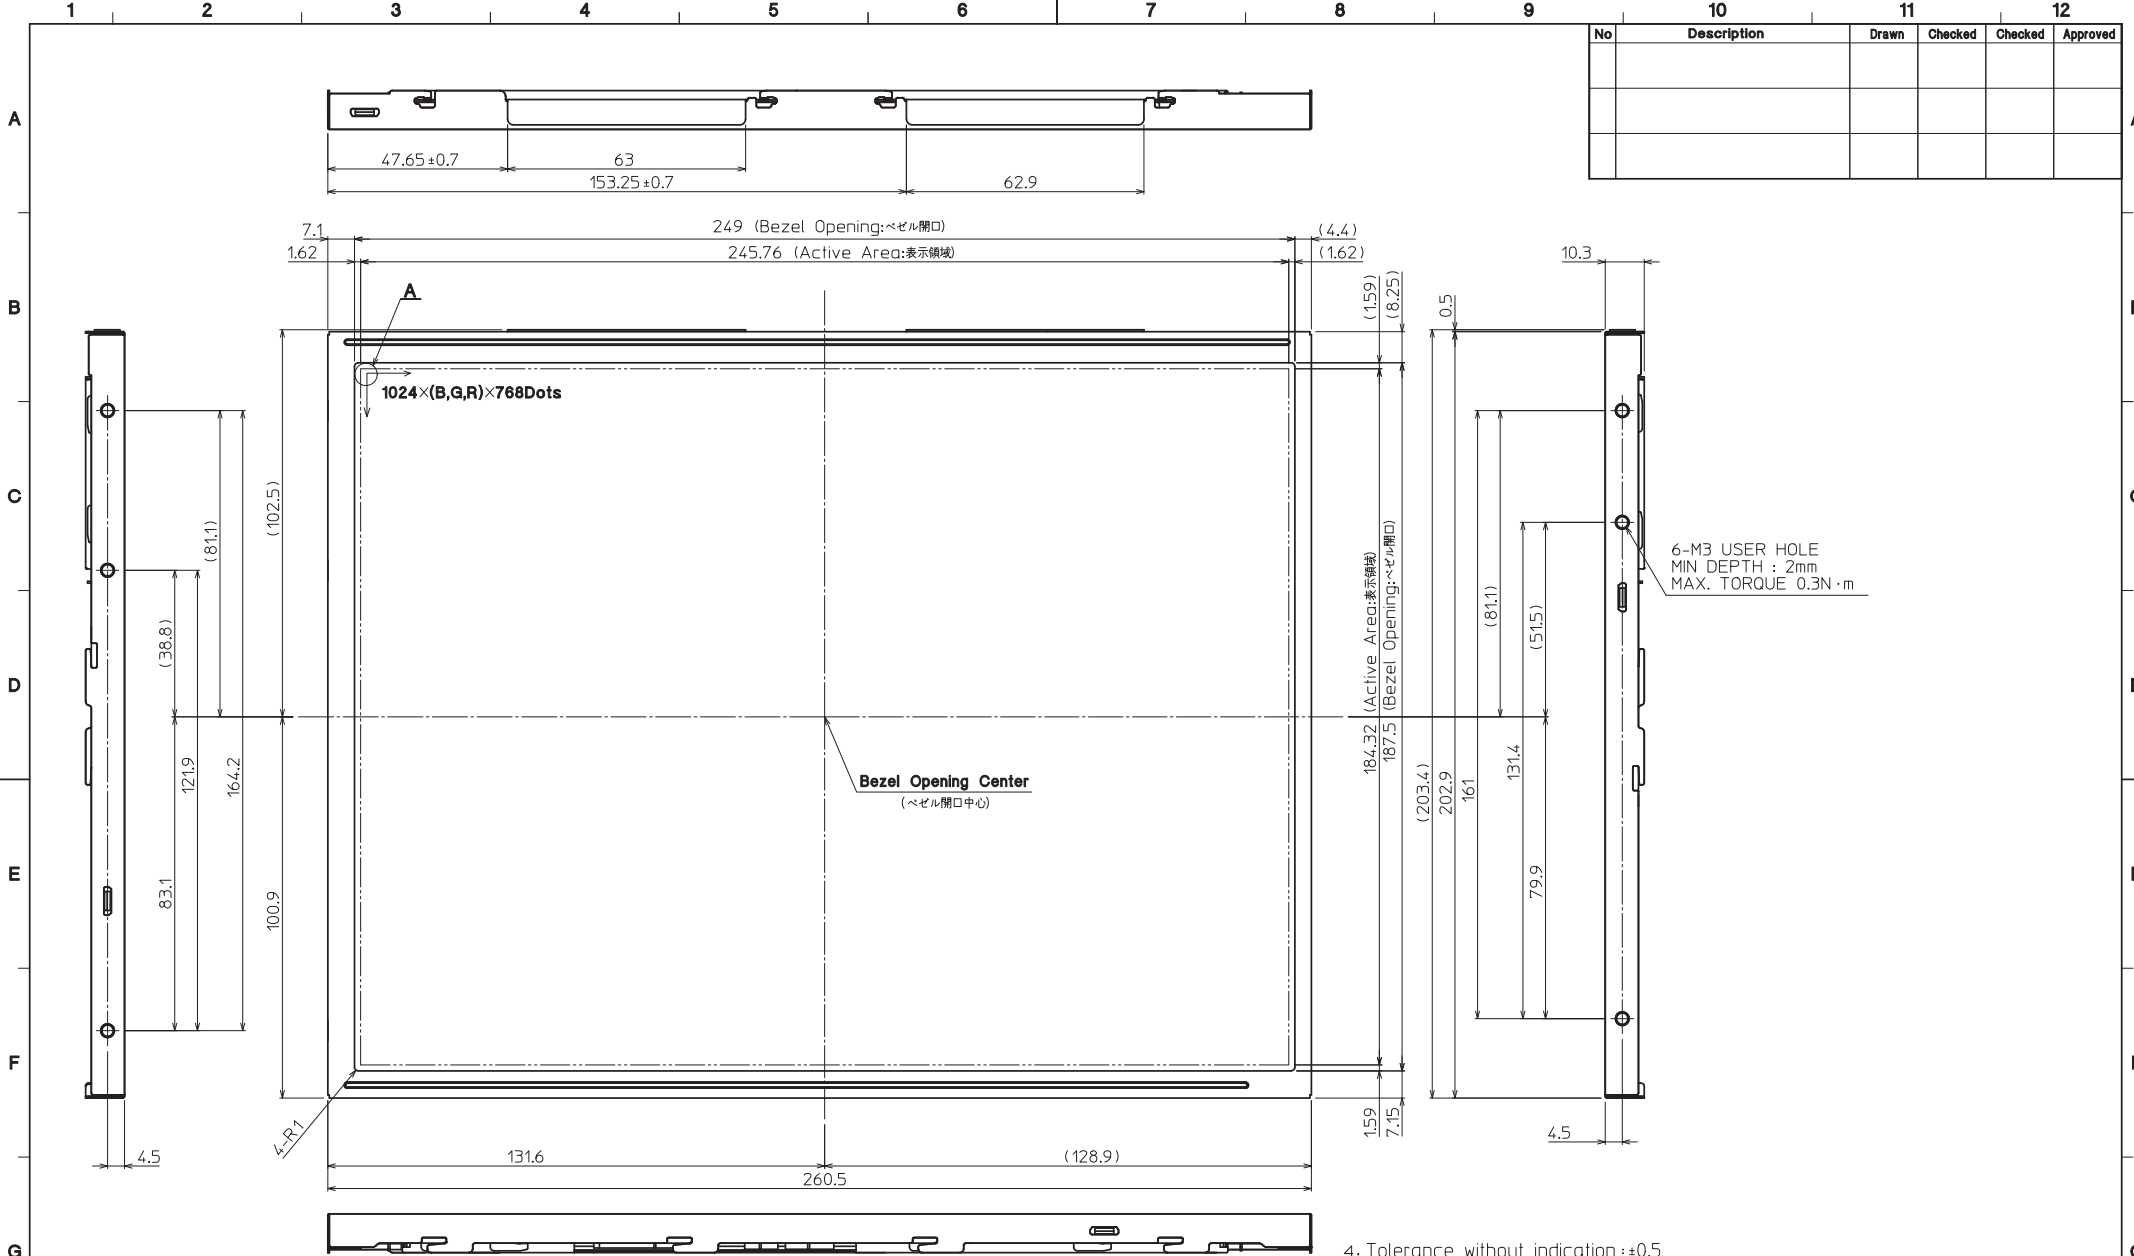 1 2 3 4 5 6 7 8 9 10 11 12
No Description Drawn Checked Checked Approved
A
47.65±0.7 63
153.25±0.7 62.9
7.1 249 (Bezel Opening:ベゼル開口) (4.4)
1.62 245.76 (Active Area:表示領域) (1.62)
10.3
B
A
(1.59)
(8.25)
0.5
1024×(B,G,R)×768Dots
C
(102.5)
(81.1)
(38.8)
121.9
164.2
83.1
100.9
184.32 (Active Area:表示領域)
187.5 (Bezel Opening:ベゼル開口)
(203.4)
202.9
161
(81.1)
131.4
(51.5)
79.9
6-M3 USER HOLE
MIN DEPTH : 2mm
MAX. TORQUE 0.3N·m
D
Bezel Opening Center
(ベゼル開口中心)
E
F
4-R1
1.59
7.15
4.5
4.5
131.6 (128.9)
260.5
G
4. Tolerance without indication : ±0.5